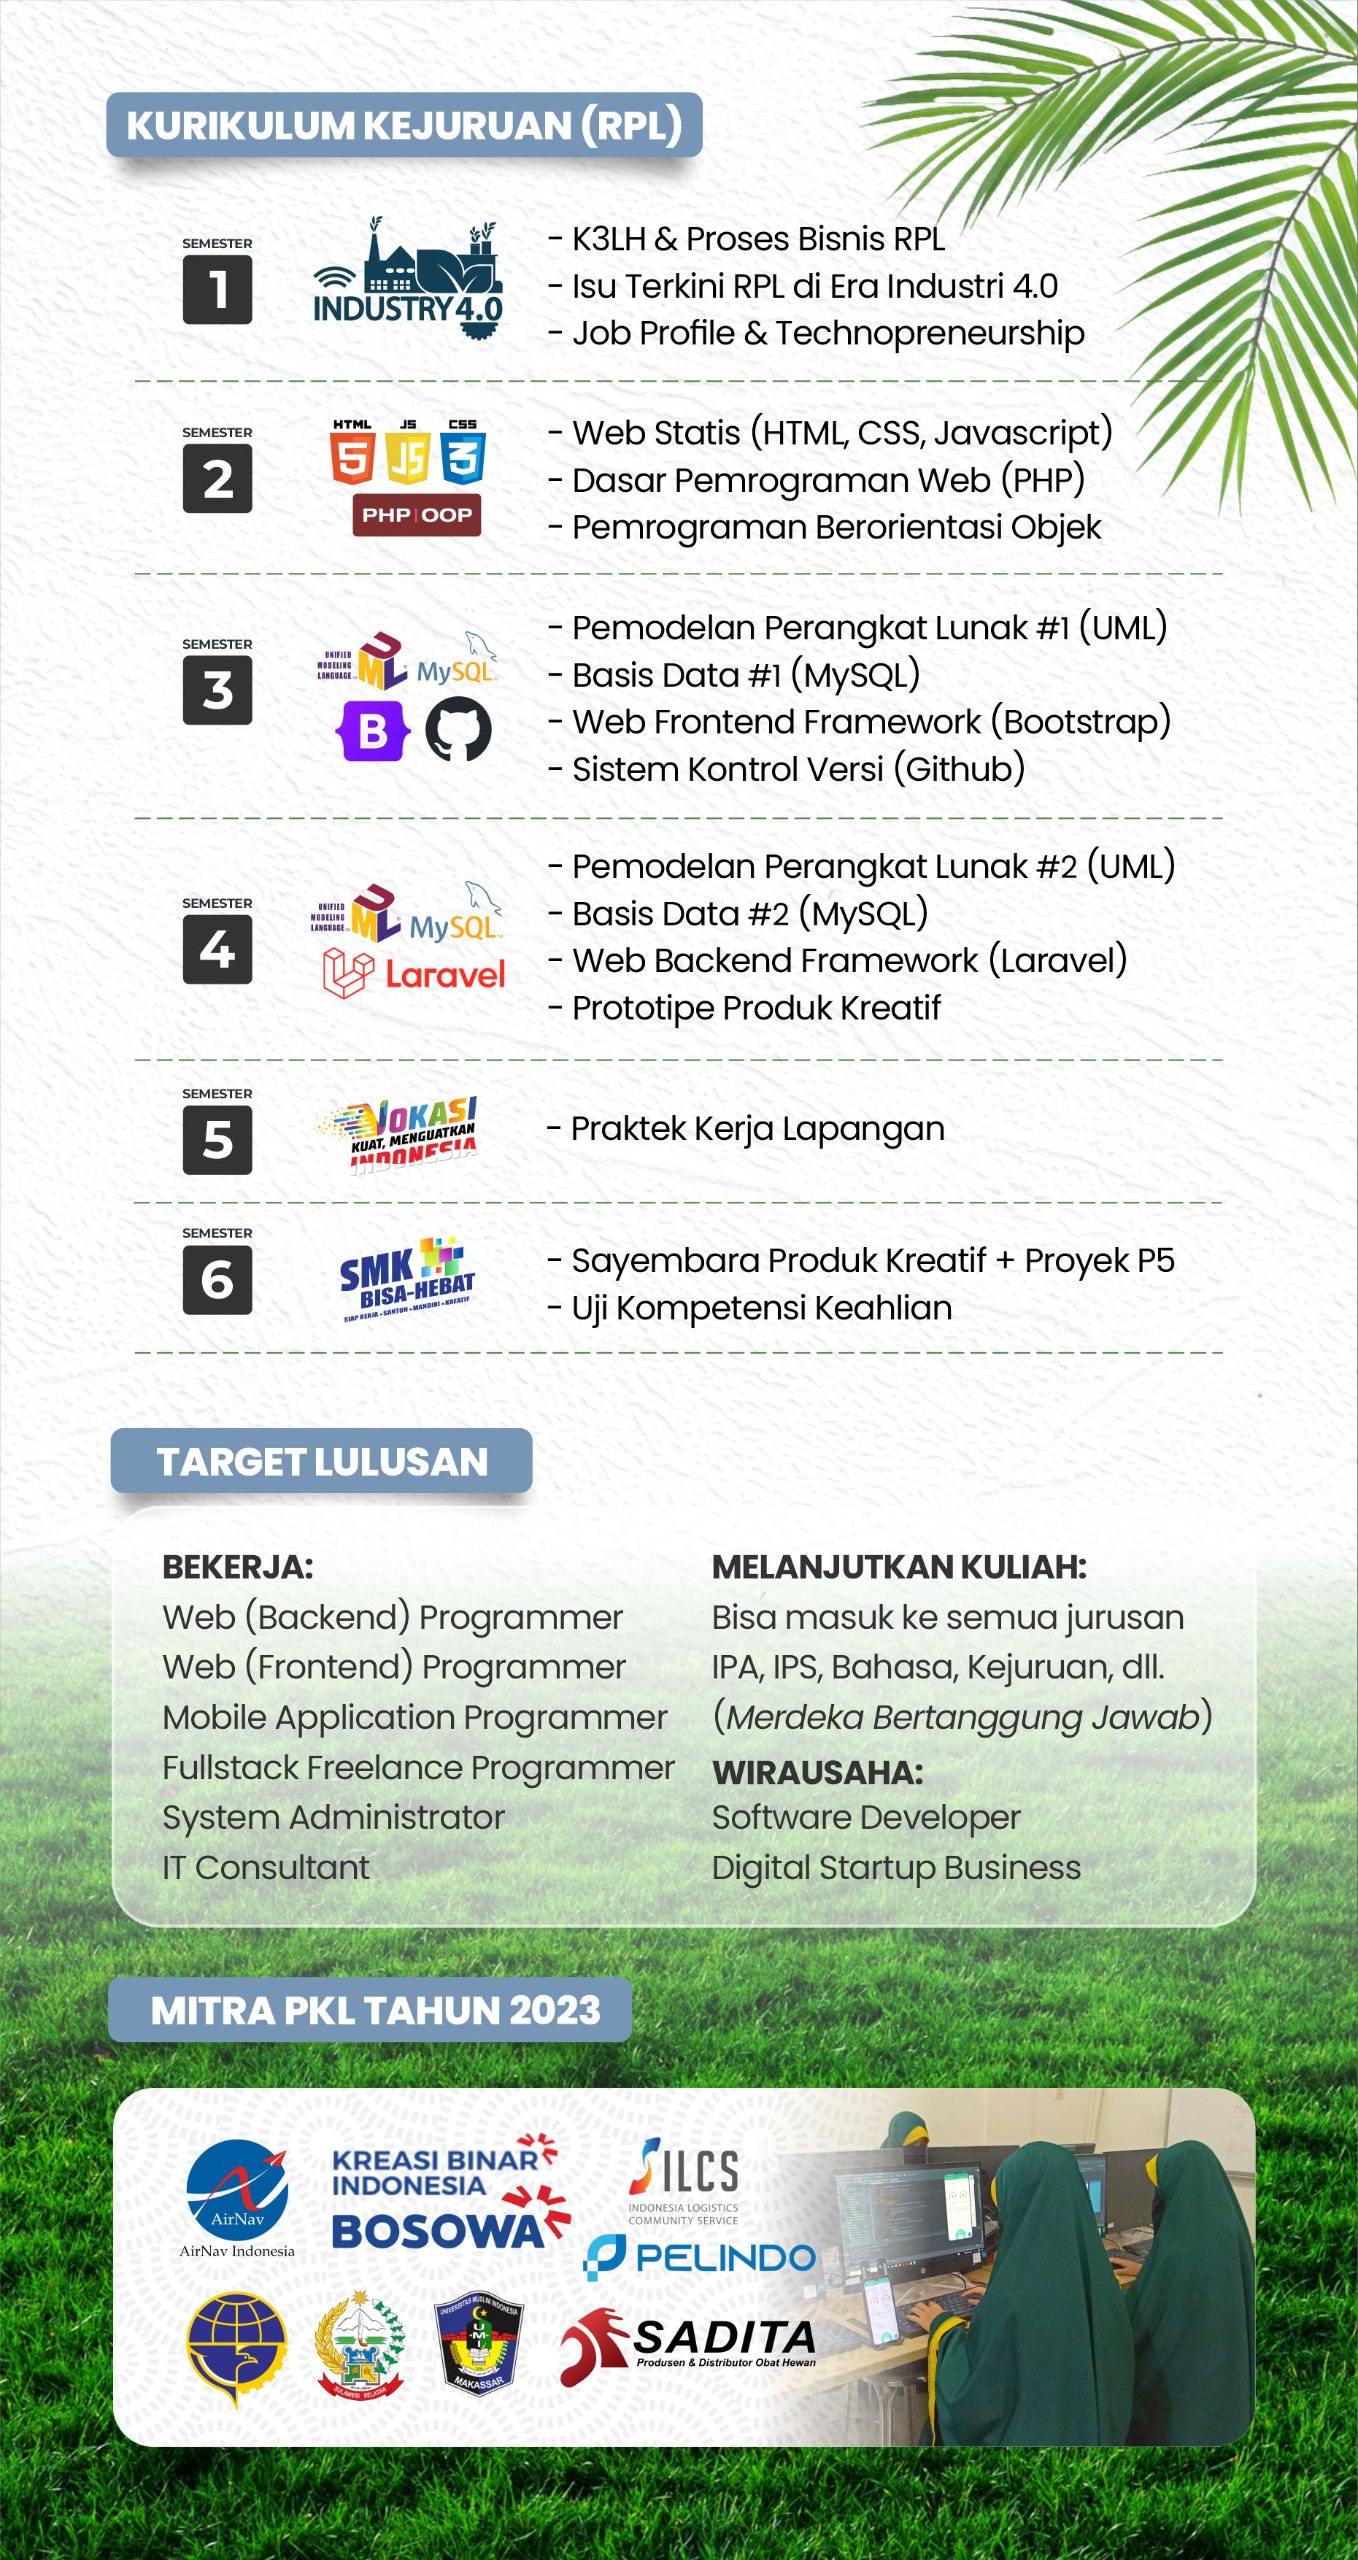 KURIKULUM KEJURUAN (RPL)
SEMESTER
1
INDUSTRY 4.0
- K3LH & Proses Bisnis RPL
- Isu Terkini RPL di Era Industri 4.0
- Job Profile & Technopreneurship
SEMESTER
2
HTML JS CSS
5 JS 3
PHP | OOP
- Web Statis (HTML, CSS, Javascript)
- Dasar Pemrograman Web (PHP)
- Pemrograman Berorientasi Objek
SEMESTER
3
UNIFIED
MODELING
LANGUAGE
UML
MySQL
B
- Pemodelan Perangkat Lunak #1 (UML)
- Basis Data #1 (MySQL)
- Web Frontend Framework (Bootstrap)
- Sistem Kontrol Versi (Github)
SEMESTER
4
UNIFIED
MODELING
LANGUAGE
UML
MySQL
Laravel
- Pemodelan Perangkat Lunak #2 (UML)
- Basis Data #2 (MySQL)
- Web Backend Framework (Laravel)
- Prototipe Produk Kreatif
SEMESTER
5
VOKASI
KUAT, MENGUATKAN
INDONESIA
- Praktek Kerja Lapangan
SEMESTER
6
SMK
BISA-HEBAT
SIAP KERJA • SANTUN • MANDIRI • KREATIF
- Sayembara Produk Kreatif + Proyek P5
- Uji Kompetensi Keahlian
TARGET LULUSAN
BEKERJA:
Web (Backend) Programmer
Web (Frontend) Programmer
Mobile Application Programmer
Fullstack Freelance Programmer
System Administrator
IT Consultant
MELANJUTKAN KULIAH:
Bisa masuk ke semua jurusan
IPA, IPS, Bahasa, Kejuruan, dll.
(Merdeka Bertanggung Jawab)
WIRAUSAHA:
Software Developer
Digital Startup Business
MITRA PKL TAHUN 2023
AirNav
AirNav Indonesia
KREASI BINAR
INDONESIA
BOSOWA
ILCS
INDONESIA LOGISTICS
COMMUNITY SERVICE
PELINDO
SULAWESI SELATAN
UNIVERSITAS MUSLIM INDONESIA
U
M I
MAKASSAR
SADITA
Produsen & Distributor Obat Hewan